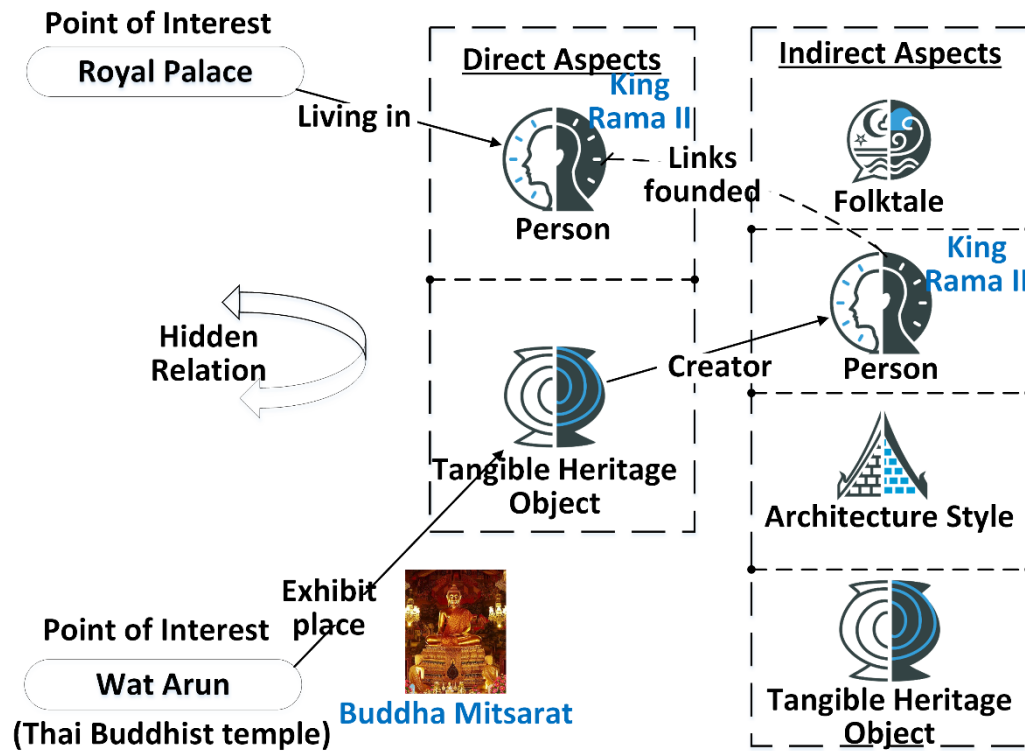 Point of Interest
Royal Palace
Living in
Direct Aspects
King
Rama II
Person
Links
founded
Indirect Aspects
Folktale
King
Rama II
Person
Hidden
Relation
Creator
Tangible Heritage
Object
Architecture Style
Exhibit
place
Point of Interest
Wat Arun
(Thai Buddhist temple)
Buddha Mitsarat
Tangible Heritage
Object